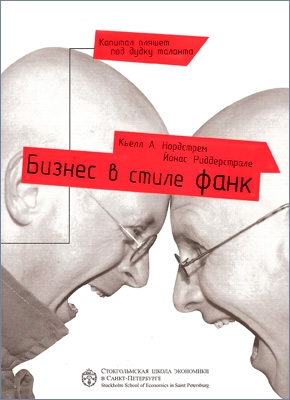 Капитал пляшет
под дудку таланта
Кьелл А. Нордстрем
Йонас Риддерстрале
Бизнес в стиле фанк
Стокгольмская школа экономики
в Санкт-Петербурге
Stockholm School of Economics in Saint Petersburg